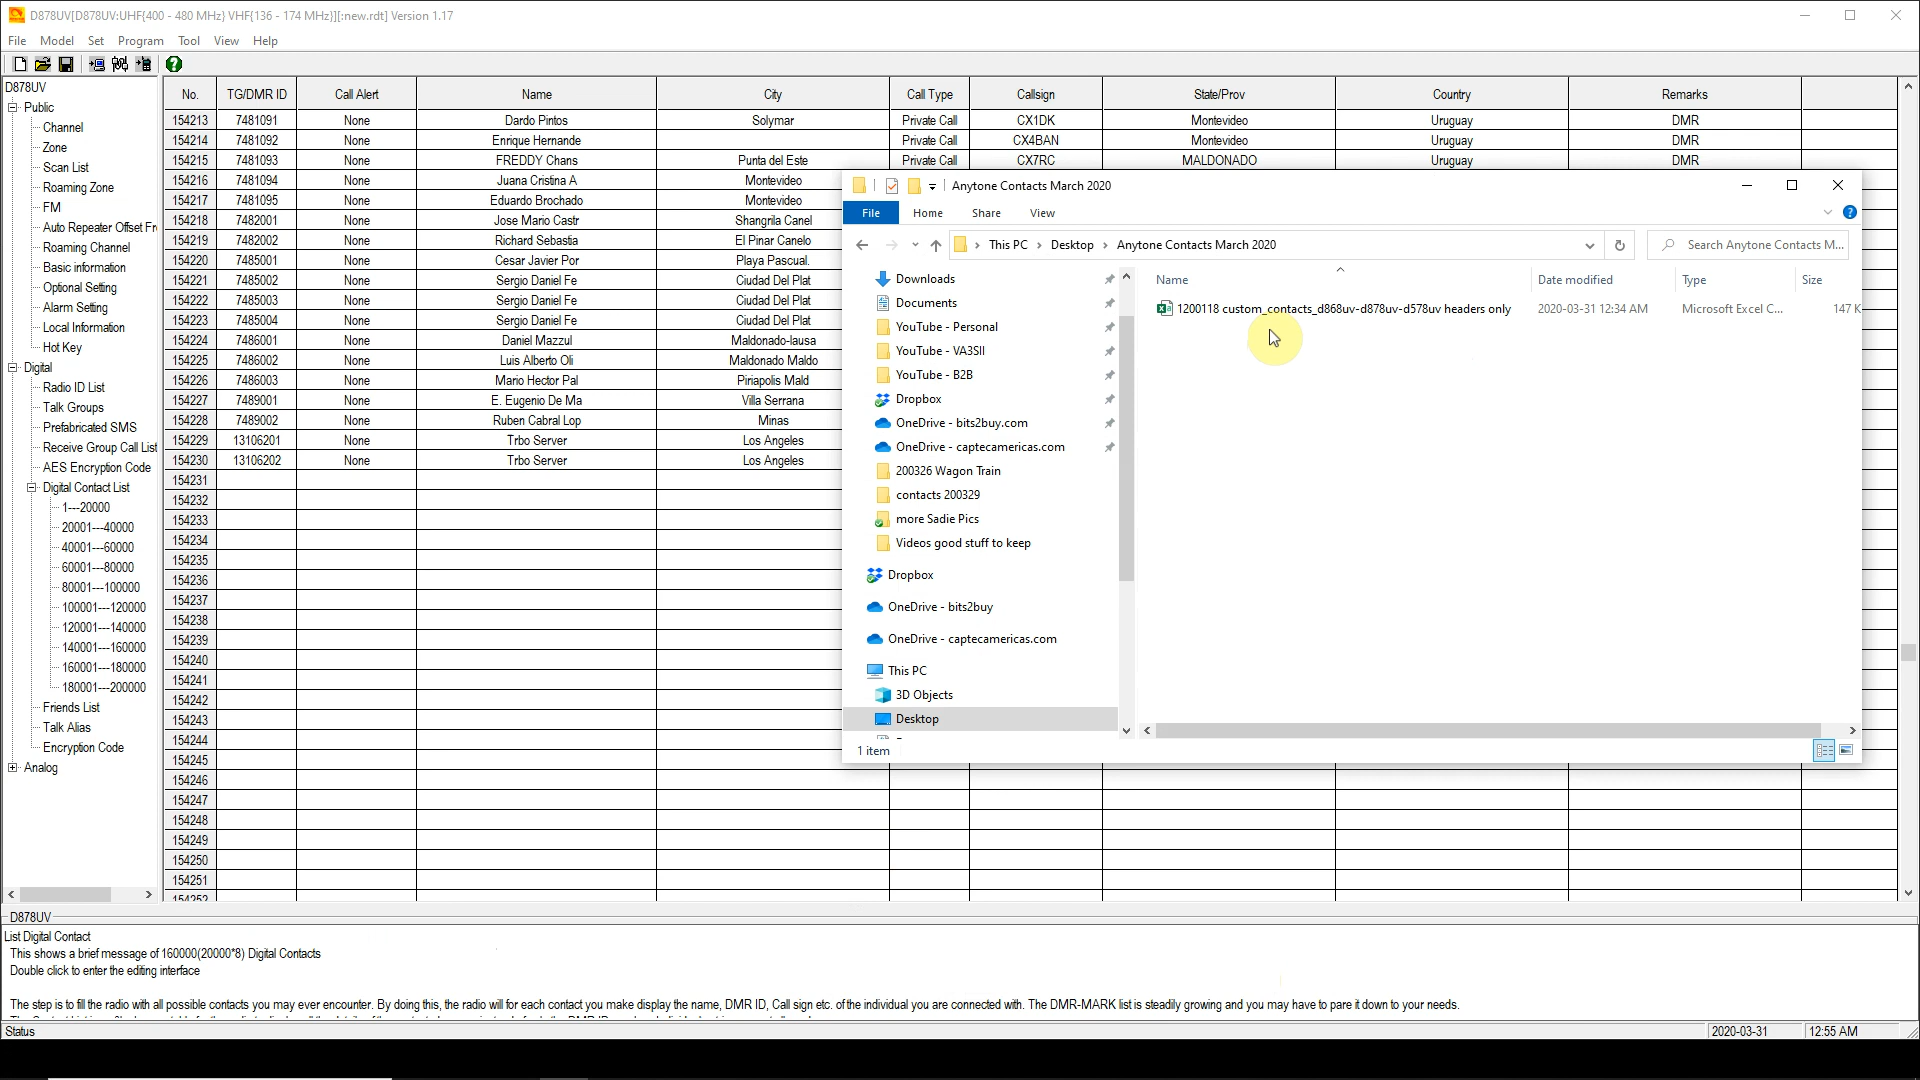 D878UV[D878UV:UHF{400 - 480 MHz} VHF{136 - 174 MHz}][:new.rdt] Version 1.17
File Model Set Program Tool View Help
D878UV
Public
Channel
Zone
Scan List
Roaming Zone
FM
Auto Repeater Offset Fr
Roaming Channel
Basic information
Optional Setting
Alarm Setting
Local Information
Hot Key
Digital
Radio ID List
Talk Groups
Prefabricated SMS
Receive Group Call List
AES Encryption Code
Digital Contact List
1---20000
20001---40000
40001---60000
60001---80000
80001---100000
100001---120000
120001---140000
140001---160000
160001---180000
180001---200000
Friends List
Talk Alias
Encryption Code
Analog
No. TG/DMR ID Call Alert Name City Call Type Callsign State/Prov Country Remarks
154213 7481091 None Dardo Pintos Solymar Private Call CX1DK Montevideo Uruguay DMR
154214 7481092 None Enrique Hernande Private Call CX4BAN Montevideo Uruguay DMR
154215 7481093 None FREDDY Chans Punta del Este Private Call CX7RC MALDONADO Uruguay DMR
154216 7481094 None Juana Cristina A Montevideo
154217 7481095 None Eduardo Brochado Montevideo
154218 7482001 None Jose Mario Castr Shangrila Canel
154219 7482002 None Richard Sebastia El Pinar Canelo
154220 7485001 None Cesar Javier Por Playa Pascual.
154221 7485002 None Sergio Daniel Fe Ciudad Del Plat
154222 7485003 None Sergio Daniel Fe Ciudad Del Plat
154223 7485004 None Sergio Daniel Fe Ciudad Del Plat
154224 7486001 None Daniel Mazzul Maldonado-lausa
154225 7486002 None Luis Alberto Oli Maldonado Maldo
154226 7486003 None Mario Hector Pal Piriapolis Mald
154227 7489001 None E. Eugenio De Ma Villa Serrana
154228 7489002 None Ruben Cabral Lop Minas
154229 13106201 None Trbo Server Los Angeles
154230 13106202 None Trbo Server Los Angeles
154231
154232
154233
154234
154235
154236
154237
154238
154239
154240
154241
154242
154243
154244
154245
154246
154247
154248
154249
154250
154251
154252
Anytone Contacts March 2020
File Home Share View
This PC Desktop Anytone Contacts March 2020
Search Anytone Contacts M...
Downloads
Documents
YouTube - Personal
YouTube - VA3SII
YouTube - B2B
Dropbox
OneDrive - bits2buy.com
OneDrive - captecamericas.com
200326 Wagon Train
contacts 200329
more Sadie Pics
Videos good stuff to keep
Dropbox
OneDrive - bits2buy
OneDrive - captecamericas.com
This PC
3D Objects
Desktop
Name Date modified Type Size
1200118 custom_contacts_d868uv-d878uv-d578uv headers only 2020-03-31 12:34 AM Microsoft Excel C... 147 K
1 item
D878UV
List Digital Contact
This shows a brief message of 160000(20000*8) Digital Contacts
Double click to enter the editing interface
The step is to fill the radio with all possible contacts you may ever encounter. By doing this, the radio will for each contact you make display the name, DMR ID, Call sign etc. of the individual you are connected with. The DMR-MARK list is steadily growing and you may have to pare it down to your needs.
Status 2020-03-31 12:55 AM